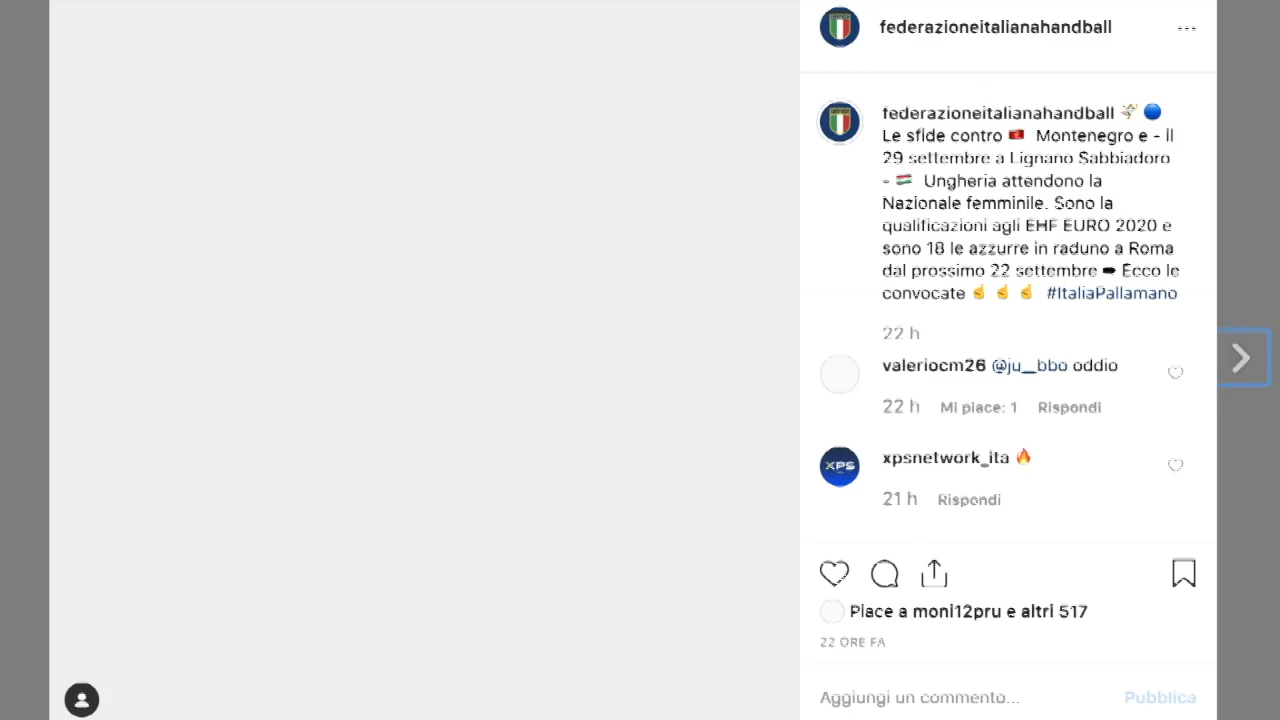 federazioneitalianahandball
federazioneitalianahandball 🤾 🔵
Le sfide contro 🇲🇪 Montenegro e - il
29 settembre a Lignano Sabbiadoro
- 🇭🇺 Ungheria attendono la
Nazionale femminile. Sono la
qualificazioni agli EHF EURO 2020 e
sono 18 le azzurre in raduno a Roma
dal prossimo 22 settembre ➡ Ecco le
convocate ☝ ☝ ☝ #ItaliaPallamano
22 h
valeriocm26 @ju__bbo oddio
22 h Mi piace: 1 Rispondi
xpsnetwork_ita 🔥
XPS
21 h Rispondi
Piace a moni12pru e altri 517
22 ORE FA
Aggiungi un commento... Pubblica